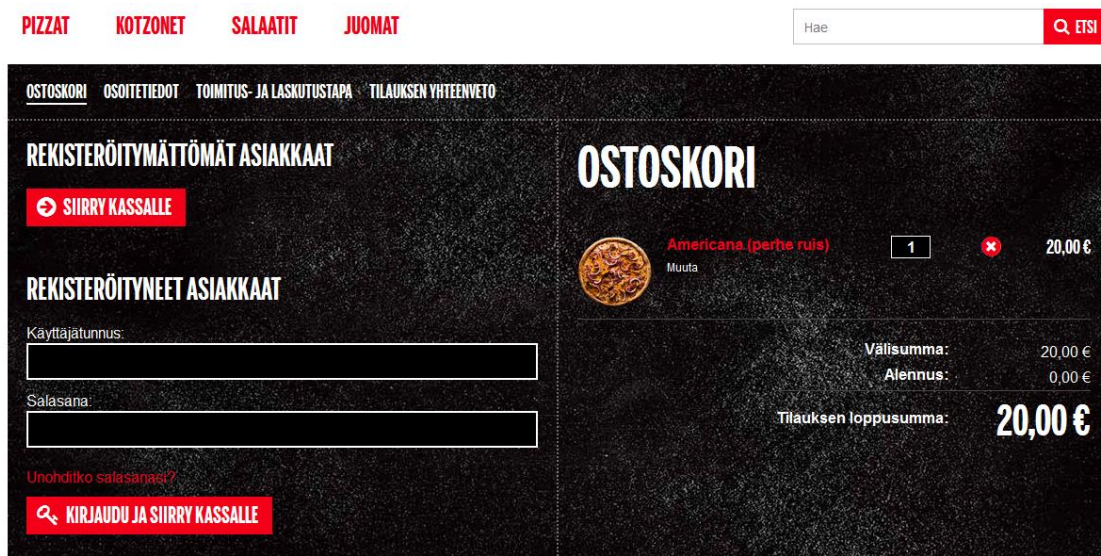 PIZZAT KOTZONET SALAATIT JUOMAT
Hae ETSI
OSTOSKORI OSOITETIEDOT TOIMITUS- JA LASKUTUSTAPA TILAUKSEN YHTEENVETO
REKISTERÖITYMÄTTÖMÄT ASIAKKAAT
SIIRRY KASSALLE
REKISTERÖITYNEET ASIAKKAAT
Käyttäjätunnus:
Salasana:
Unohditko salasanasi?
KIRJAUDU JA SIIRRY KASSALLE
OSTOSKORI
Americana (perhe ruis) 1 20,00 €
Muuta
Välisumma: 20,00 €
Alennus: 0,00 €
Tilauksen loppusumma: 20,00 €